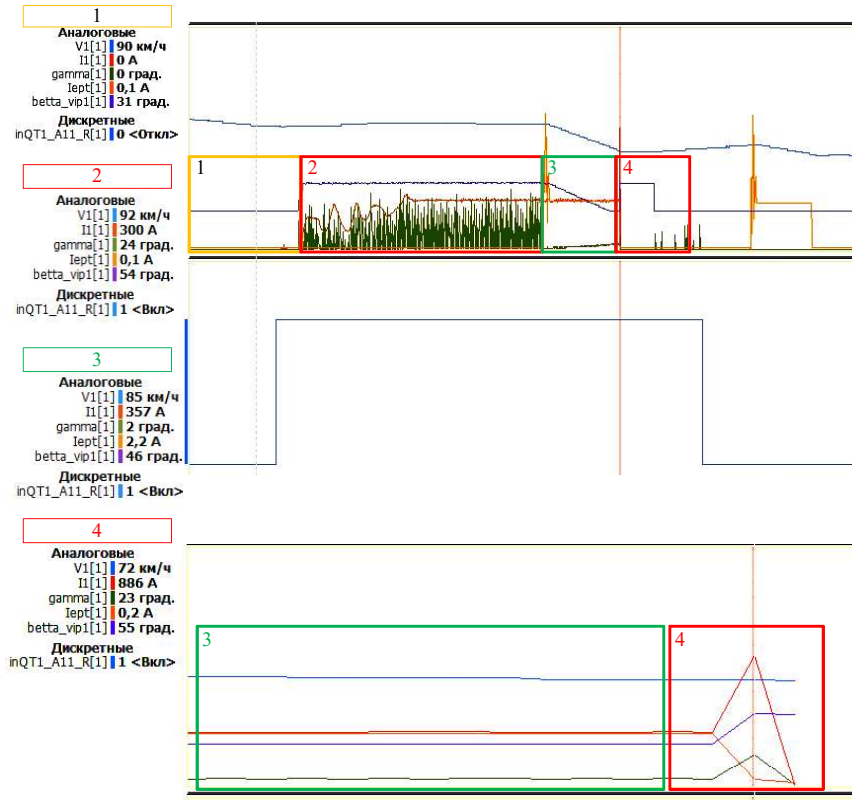 1
Аналоговые
V1[1] 90 км/ч
I1[1] 0 А
gamma[1] 0 град.
Iept[1] 0,1 А
betta_vip1[1] 31 град.
Дискретные
inQT1_A11_R[1] 0 <Откл>
2
Аналоговые
V1[1] 92 км/ч
I1[1] 300 А
gamma[1] 24 град.
Iept[1] 0,1 А
betta_vip1[1] 54 град.
Дискретные
inQT1_A11_R[1] 1 <Вкл>
3
Аналоговые
V1[1] 85 км/ч
I1[1] 357 А
gamma[1] 2 град.
Iept[1] 2,2 А
betta_vip1[1] 46 град.
Дискретные
inQT1_A11_R[1] 1 <Вкл>
4
Аналоговые
V1[1] 72 км/ч
I1[1] 886 А
gamma[1] 23 град.
Iept[1] 0,2 А
betta_vip1[1] 55 град.
Дискретные
inQT1_A11_R[1] 1 <Вкл>
1 2 3 4
3 4